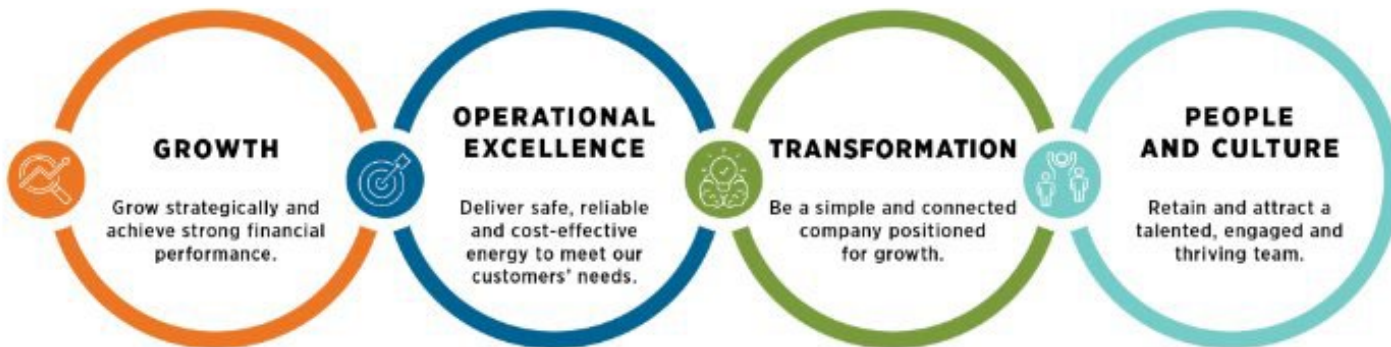 GROWTH
Grow strategically and
achieve strong financial
performance.
OPERATIONAL
EXCELLENCE
Deliver safe, reliable
and cost-effective
energy to meet our
customers' needs.
TRANSFORMATION
Be a simple and connected
company positioned
for growth.
PEOPLE
AND CULTURE
Retain and attract a
talented, engaged and
thriving team.